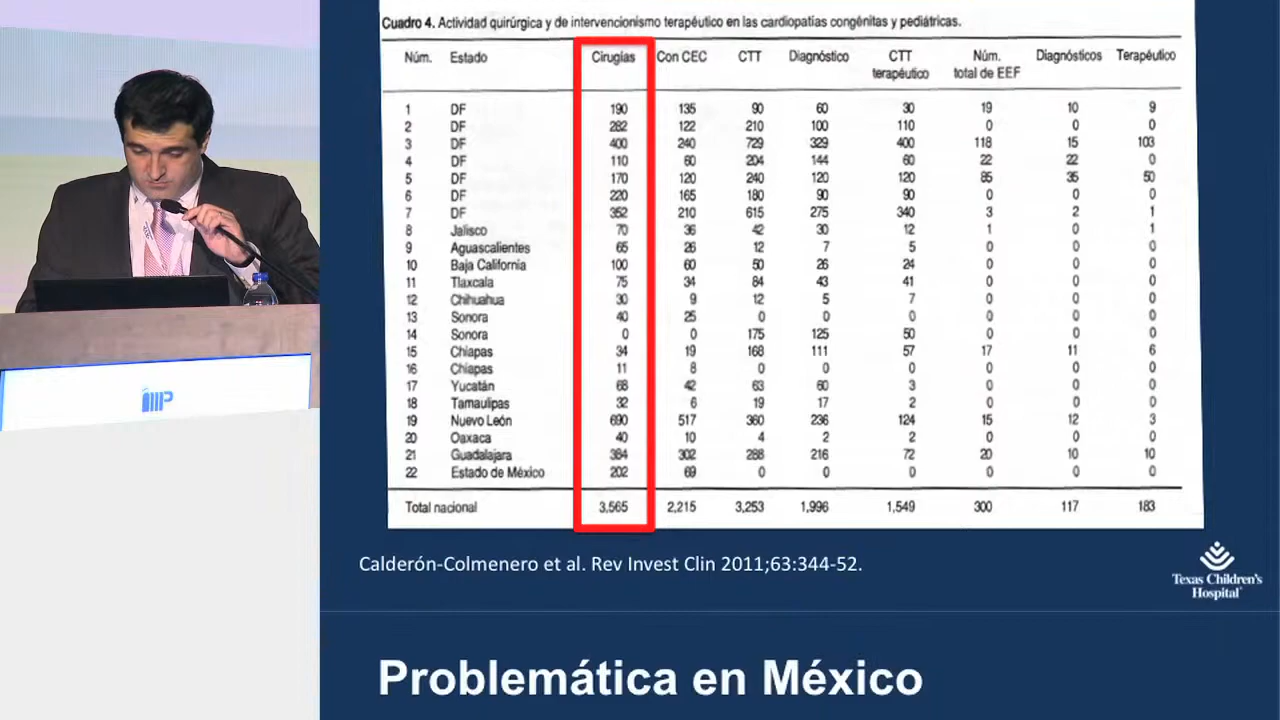 Cuadro 4. Actividad quirúrgica y de intervencionismo terapéutico en las cardiopatías congénitas y pediátricas.
Núm. Estado Cirugías Con CEC CTT Diagnóstico CTT terapéutico Núm. total de EEF Diagnósticos Terapéutico
1 DF 190 135 90 60 30 19 10 9
2 DF 282 122 210 100 110 0 0 0
3 DF 400 240 729 329 400 118 15 103
4 DF 110 60 204 144 60 22 22 0
5 DF 170 120 240 120 120 85 35 50
6 DF 220 165 180 90 90 0 0 0
7 DF 352 210 615 275 340 3 2 1
8 Jalisco 70 36 42 30 12 1 0 1
9 Aguascalientes 65 26 12 7 5 0 0 0
10 Baja California 100 60 50 26 24 0 0 0
11 Tlaxcala 75 34 84 43 41 0 0 0
12 Chihuahua 30 9 12 5 7 0 0 0
13 Sonora 40 25 0 0 0 0 0 0
14 Sonora 0 0 175 125 50 0 0 0
15 Chiapas 34 19 168 111 57 17 11 6
16 Chiapas 11 8 0 0 0 0 0 0
17 Yucatán 68 42 63 60 3 0 0 0
18 Tamaulipas 32 6 19 17 2 0 0 0
19 Nuevo León 690 517 360 236 124 15 12 3
20 Oaxaca 40 10 4 2 2 0 0 0
21 Guadalajara 384 302 288 216 72 20 10 10
22 Estado de México 202 69 0 0 0 0 0 0
Total nacional 3,565 2,215 3,253 1,996 1,549 300 117 183
Calderón-Colmenero et al. Rev Invest Clin 2011;63:344-52.
Texas Children's
Hospital
Problemática en México